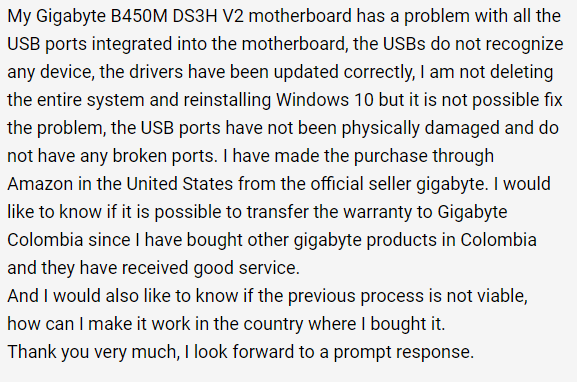 My Gigabyte B450M DS3H V2 motherboard has a problem with all the
USB ports integrated into the motherboard, the USBs do not recognize
any device, the drivers have been updated correctly, I am not deleting
the entire system and reinstalling Windows 10 but it is not possible fix
the problem, the USB ports have not been physically damaged and do
not have any broken ports. I have made the purchase through
Amazon in the United States from the official seller gigabyte. I would
like to know if it is possible to transfer the warranty to Gigabyte
Colombia since I have bought other gigabyte products in Colombia
and they have received good service.
And I would also like to know if the previous process is not viable,
how can I make it work in the country where I bought it.
Thank you very much, I look forward to a prompt response.